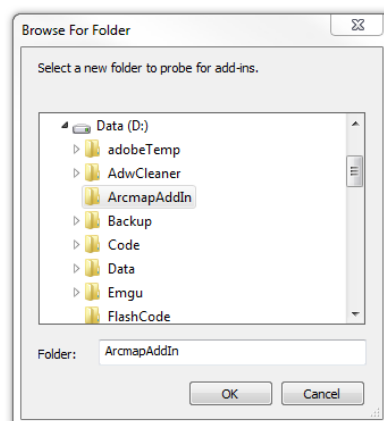 Browse For Folder
Select a new folder to probe for add-ins.
Data (D:)
adobeTemp
AdwCleaner
ArcmapAddIn
Backup
Code
Data
Emgu
FlashCode
Folder: ArcmapAddIn
OK Cancel